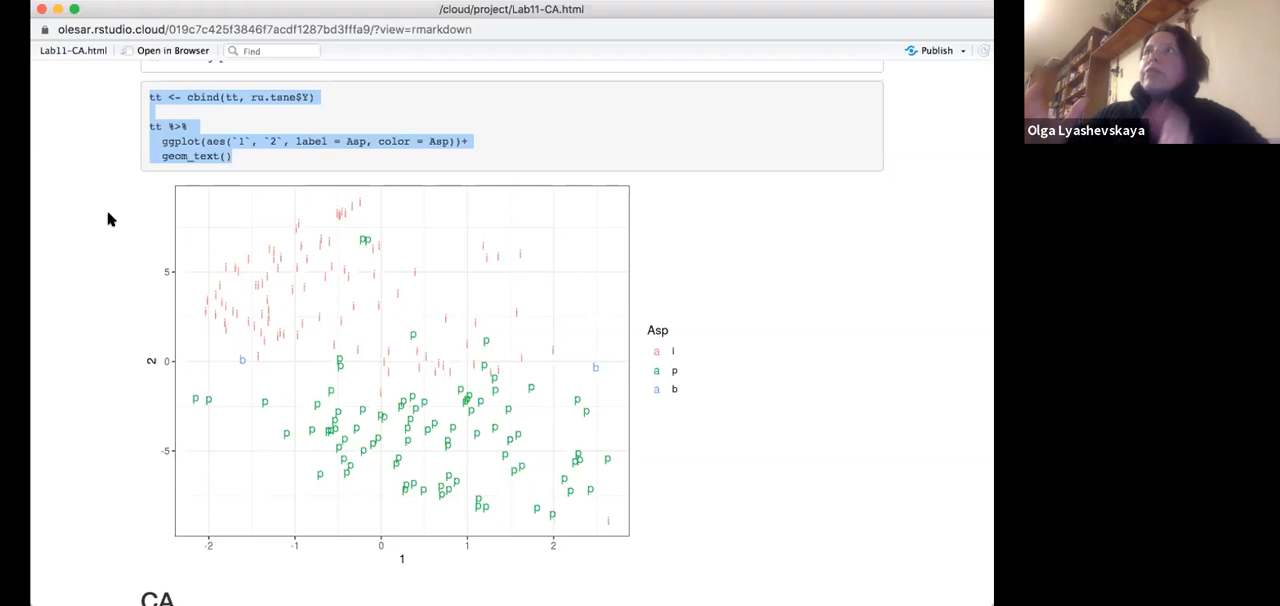 /cloud/project/Lab11-CA.html
olesar.rstudio.cloud/019c7c425f3846f7acdf1287bd3fffa9/?view=rmarkdown
Lab11-CA.html Open in Browser Find Publish
tt <- cbind(tt, ru.tsne$Y)
tt %>%
ggplot(aes(`1`, `2`, label = Asp, color = Asp))+
geom_text()
Olga Lyashevskaya
5
0
-5
2
-2 -1 0 1 2
1
Asp
a i
a p
a b
CA